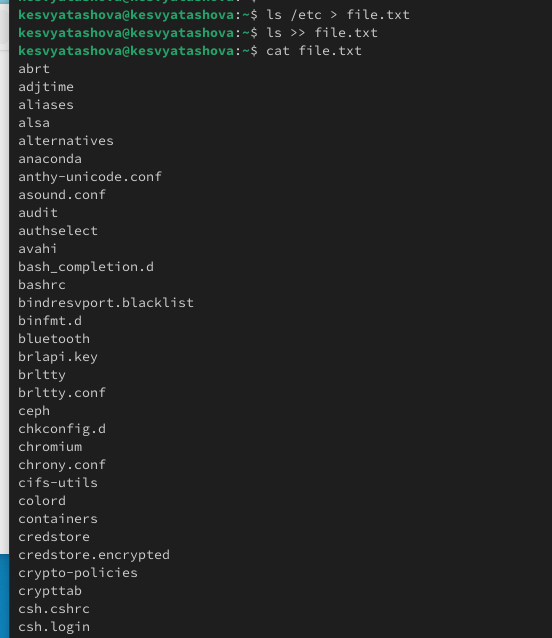 kesvyatashova@kesvyatashova:~$ ls /etc > file.txt
kesvyatashova@kesvyatashova:~$ ls >> file.txt
kesvyatashova@kesvyatashova:~$ cat file.txt
abrt
adjtime
aliases
alsa
alternatives
anaconda
anthy-unicode.conf
asound.conf
audit
authselect
avahi
bash_completion.d
bashrc
bindresvport.blacklist
binfmt.d
bluetooth
brlapi.key
brltty
brltty.conf
ceph
chkconfig.d
chromium
chrony.conf
cifs-utils
colord
containers
credstore
credstore.encrypted
crypto-policies
crypttab
csh.cshrc
csh.login